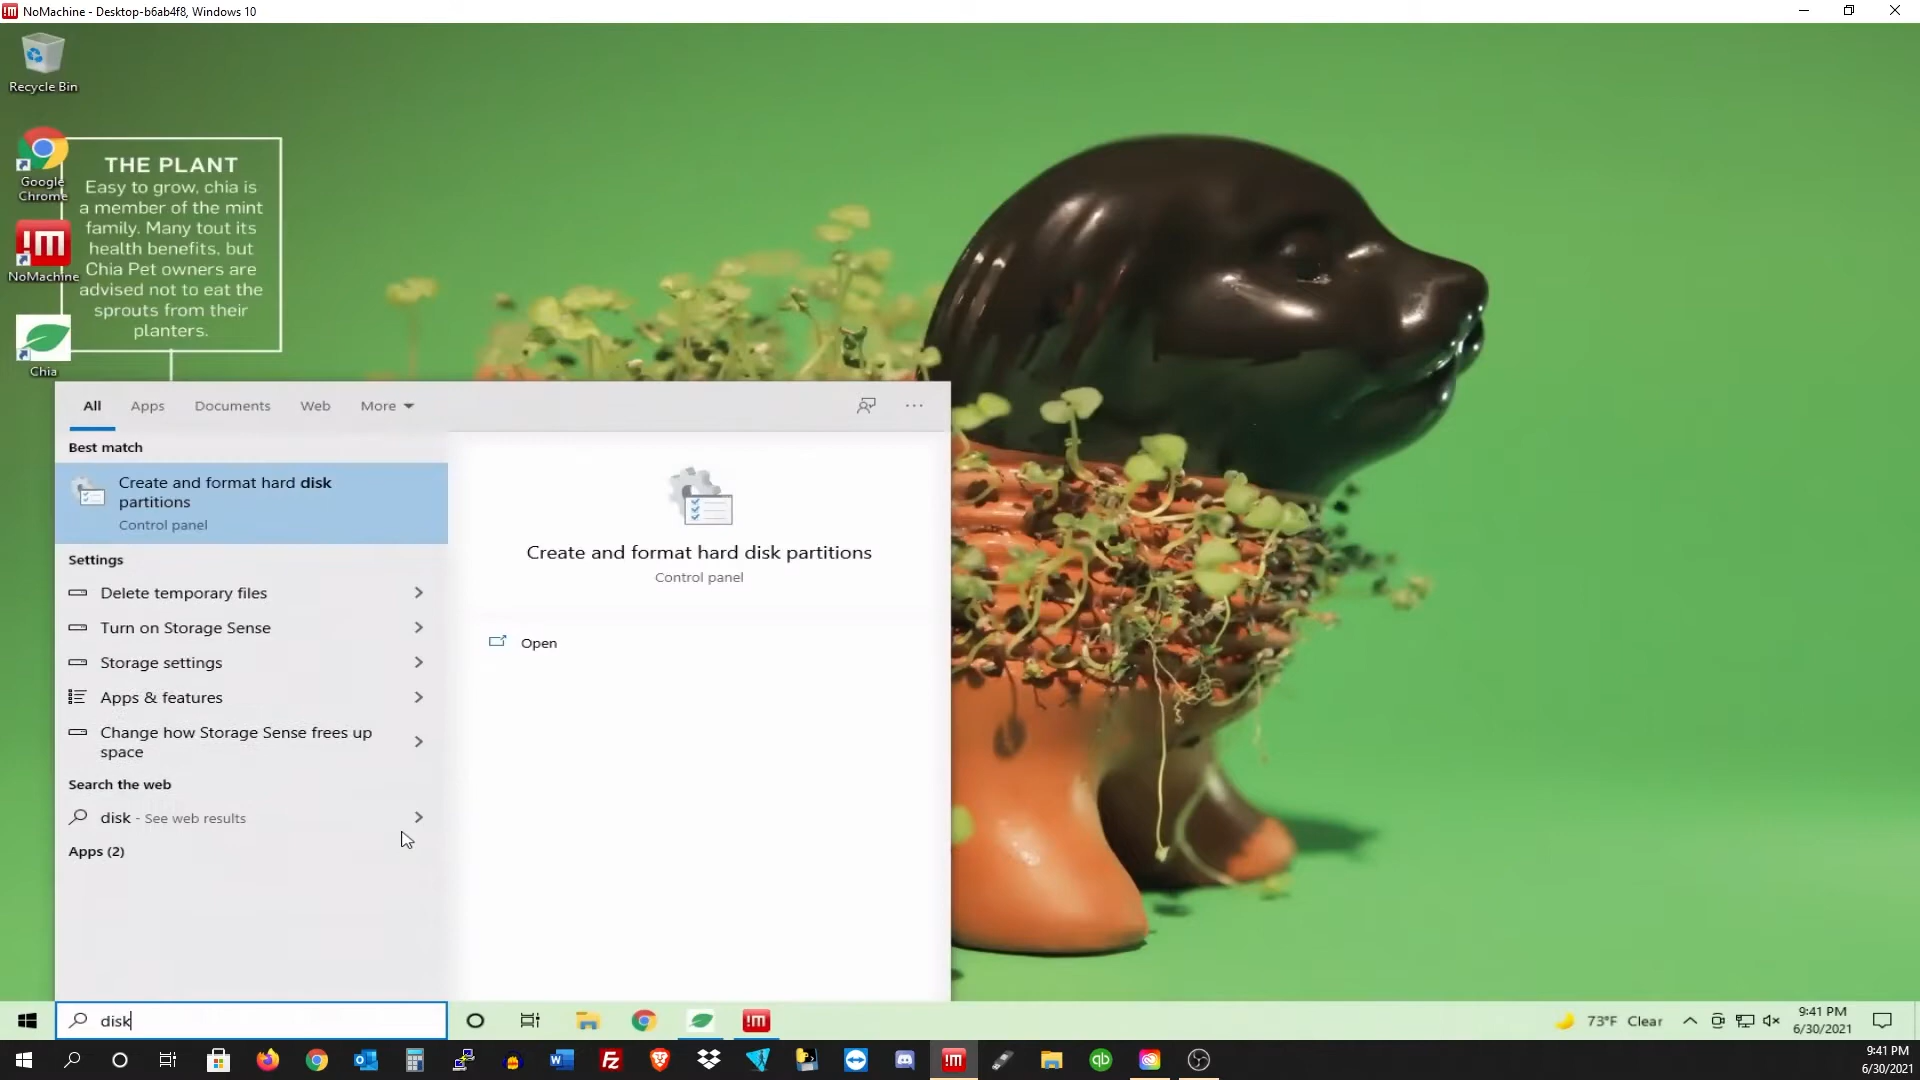 NoMachine - Desktop-b6ab4f8, Windows 10
Recycle Bin
Google
Chrome
NoMachine
Chia
THE PLANT
Easy to grow, chia is
a member of the mint
family. Many tout its
health benefits, but
Chia Pet owners are
advised not to eat the
sprouts from their
planters.
All
Apps
Documents
Web
More
Best match
Create and format hard disk
partitions
Control panel
Settings
Delete temporary files
Turn on Storage Sense
Storage settings
Apps & features
Change how Storage Sense frees up
space
Search the web
disk - See web results
Apps (2)
Create and format hard disk partitions
Control panel
Open
disk
73°F Clear
9:41 PM
6/30/2021
9:41 PM
6/30/2021